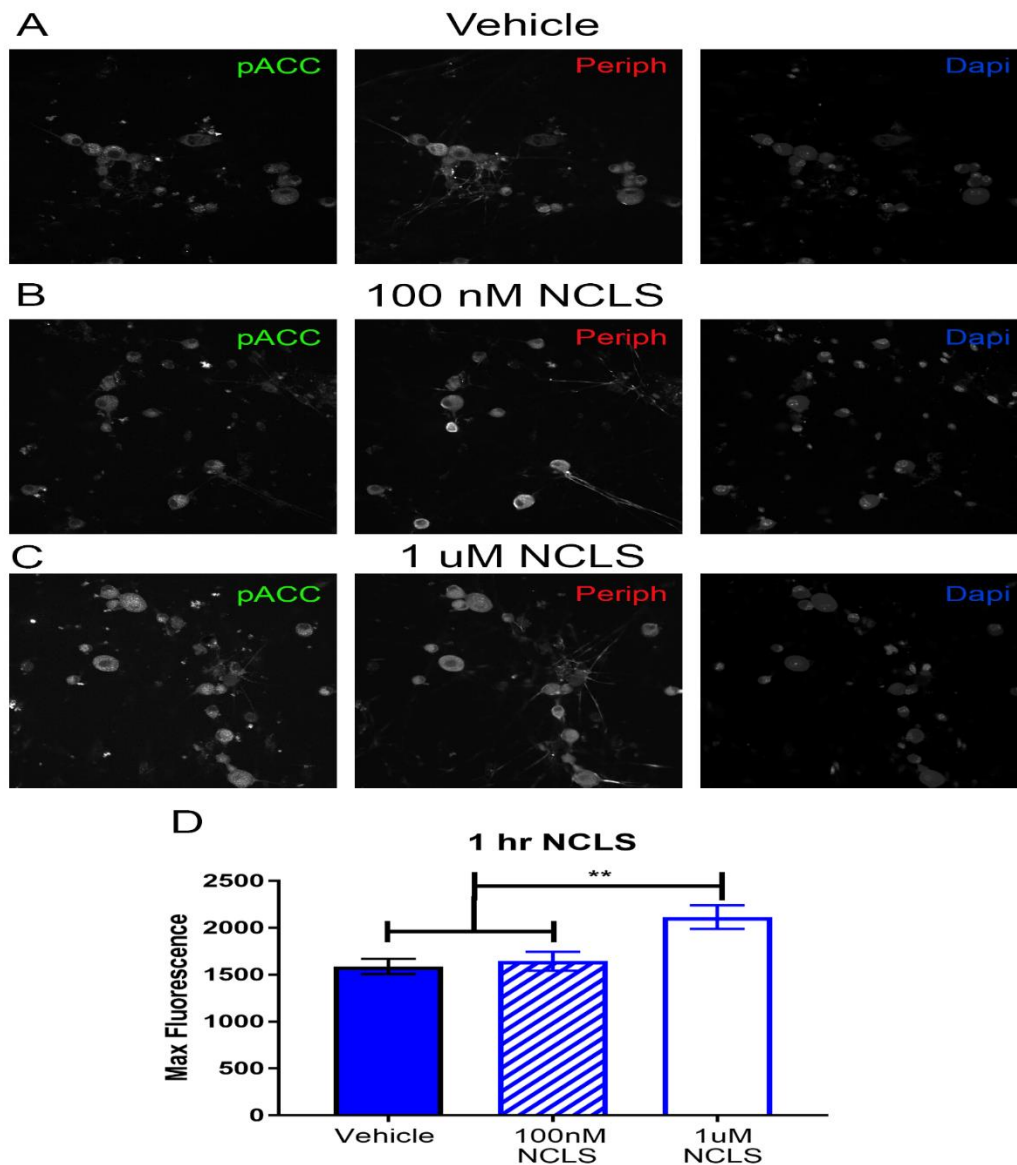 A
Vehicle
pACC
Periph
Dapi
B
100 nM NCLS
pACC
Periph
Dapi
C
1 uM NCLS
pACC
Periph
Dapi
D
1 hr NCLS
**
Max Fluorescence
2500
2000
1500
1000
500
0
Vehicle
100nM
NCLS
1uM
NCLS